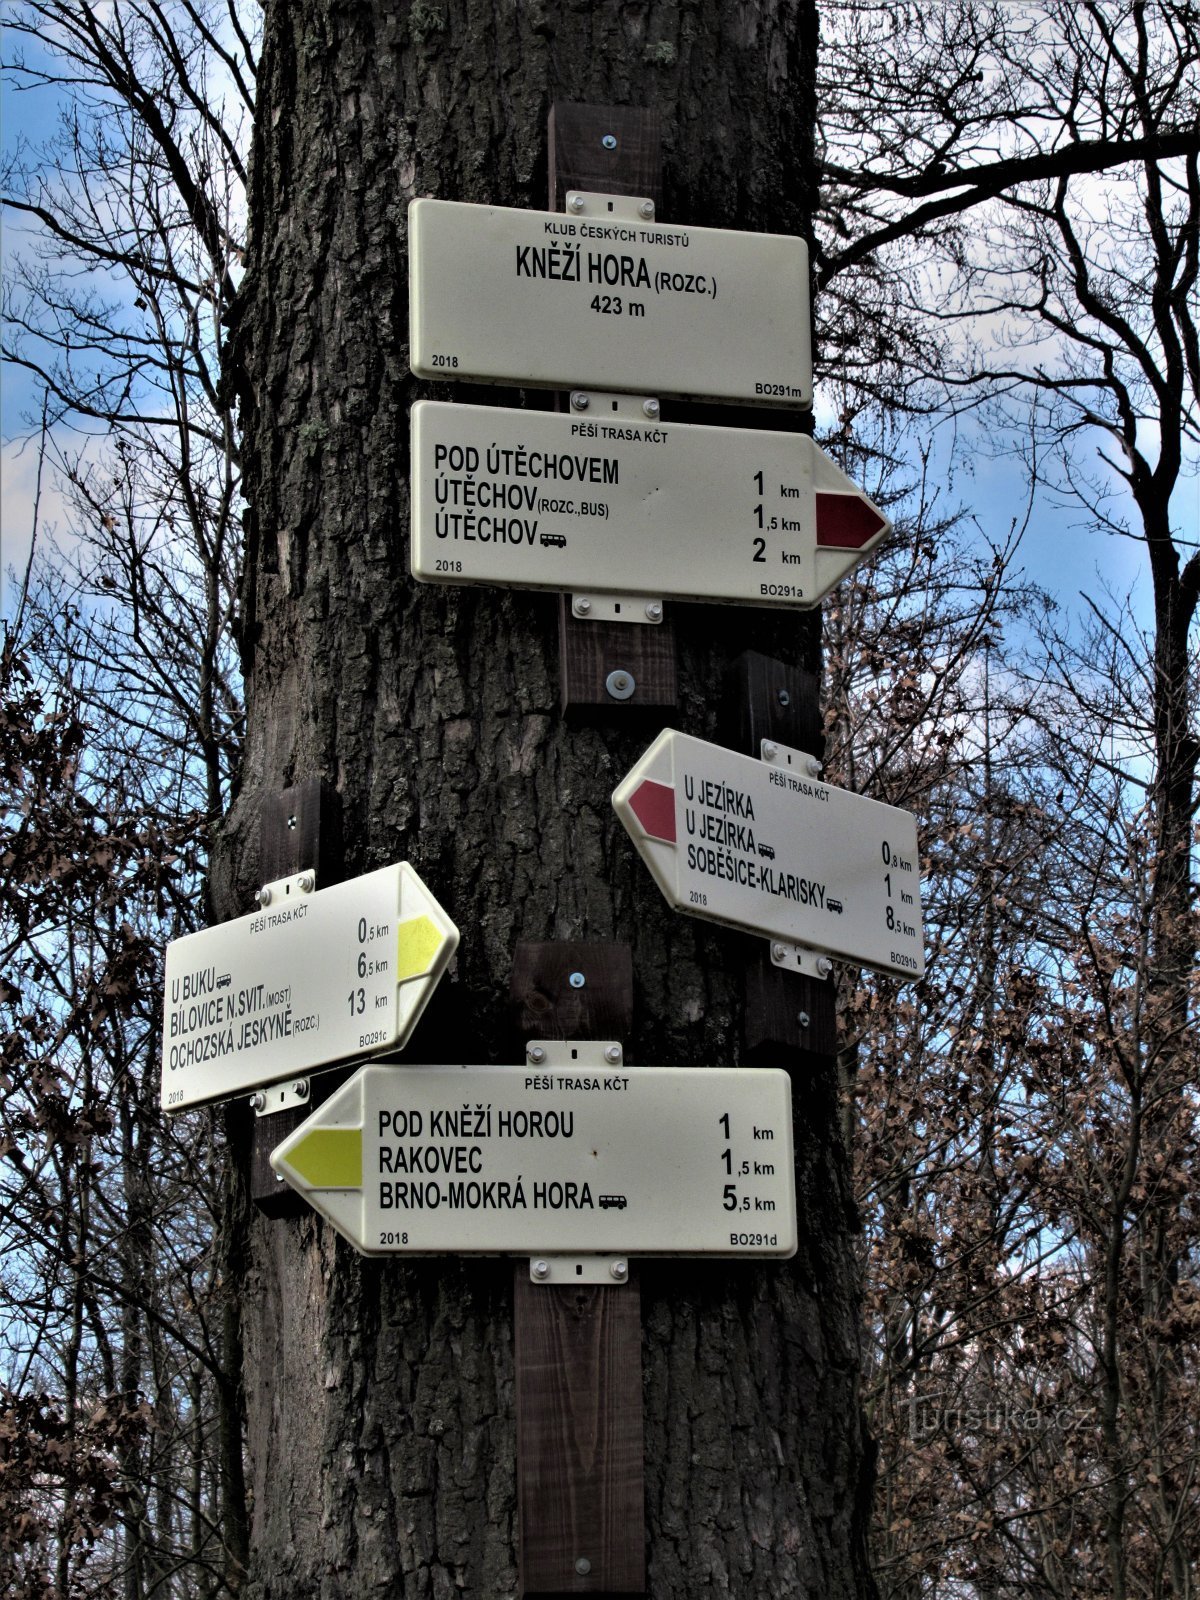 KLUB ČESKÝCH TURISTŮ
KNĚŽÍ HORA (ROZC.)
423 m
2018 BO291m
PĚŠÍ TRASA KČT
POD ÚTĚCHOVEM 1 km
ÚTĚCHOV (ROZC.,BUS) 1,5 km
ÚTĚCHOV 2 km
2018 BO291a
PĚŠÍ TRASA KČT
U JEZÍRKA 0,8 km
U JEZÍRKA 1 km
SOBĚŠICE-KLARISKY 8,5 km
2018 BO291b
PĚŠÍ TRASA KČT
U BUKU 0,5 km
BÍLOVICE N.SVIT.(MOST) 6,5 km
OCHOZSKÁ JESKYNĚ(ROZC.) 13 km
2018 BO291c
PĚŠÍ TRASA KČT
POD KNĚŽÍ HOROU 1 km
RAKOVEC 1,5 km
BRNO-MOKRÁ HORA 5,5 km
2018 BO291d
Turistika.cz